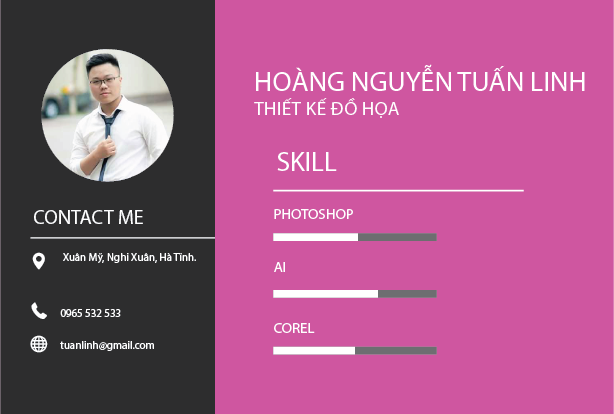 CONTACT ME
Xuân Mỹ, Nghi Xuân, Hà Tĩnh.
0965 532 533
tuanlinh@gmail.com
HOÀNG NGUYỄN TUẤN LINH
THIẾT KẾ ĐỒ HỌA
SKILL
PHOTOSHOP
AI
COREL